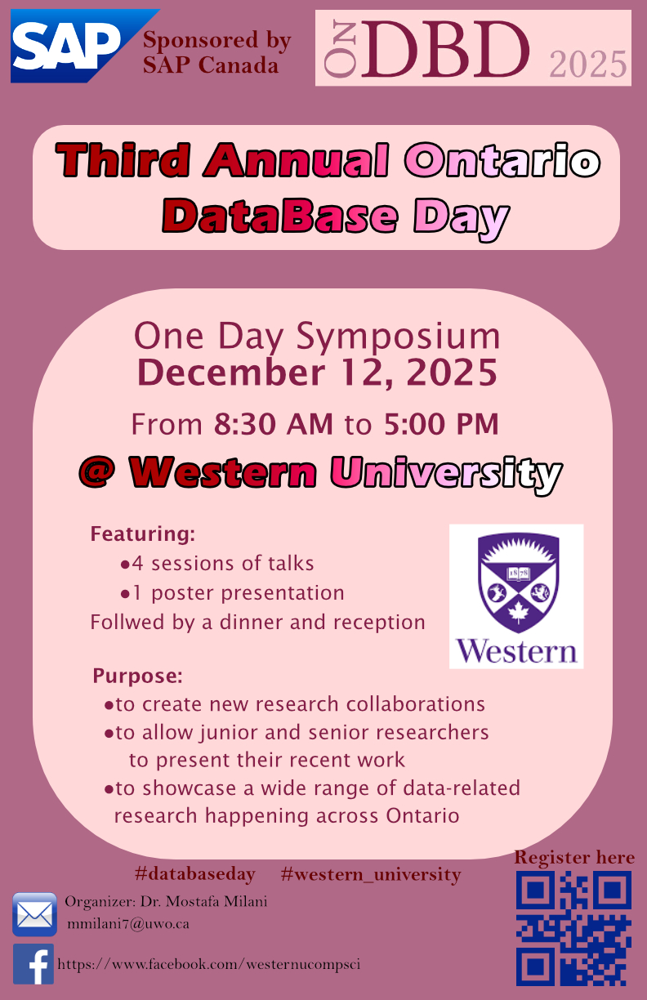 SAP
Sponsored by
SAP Canada
ON DBD 2025
Third Annual Ontario
DataBase Day
One Day Symposium
December 12, 2025
From 8:30 AM to 5:00 PM
@ Western University
Featuring:
•4 sessions of talks
•1 poster presentation
Follwed by a dinner and reception
1878
Western
Purpose:
•to create new research collaborations
•to allow junior and senior researchers
to present their recent work
•to showcase a wide range of data-related
research happening across Ontario
Register here
#databaseday #western_university
Organizer: Dr. Mostafa Milani
mmilani7@uwo.ca
f https://www.facebook.com/westernucompsci